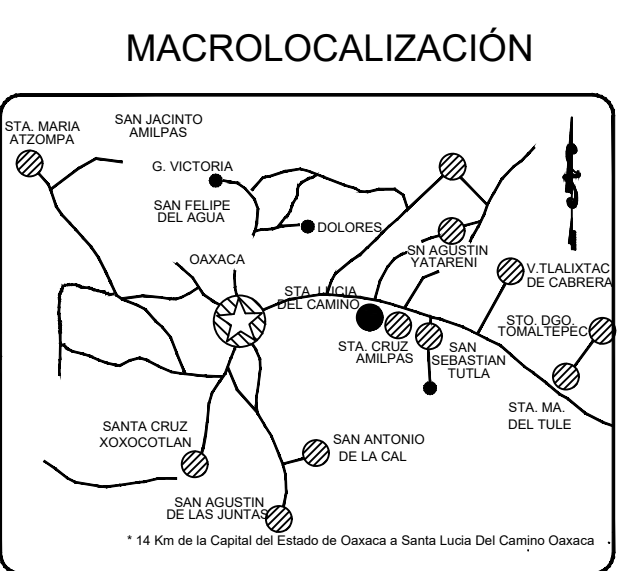 MACROLOCALIZACIÓN
STA. MARIA
ATZOMPA
SAN JACINTO
AMILPAS
G. VICTORIA
SAN FELIPE
DEL AGUA
DOLORES
OAXACA
SN AGUSTIN
YATARENI
V.TLALIXTAC
DE CABRERA
STA. LUCIA
DEL CAMINO
STO. DGO.
TOMALTEPEC
STA. CRUZ
AMILPAS
SAN
SEBASTIAN
TUTLA
STA. MA.
DEL TULE
SANTA CRUZ
XOXOCOTLAN
SAN ANTONIO
DE LA CAL
SAN AGUSTIN
DE LAS JUNTAS
* 14 Km de la Capital del Estado de Oaxaca a Santa Lucia Del Camino Oaxaca